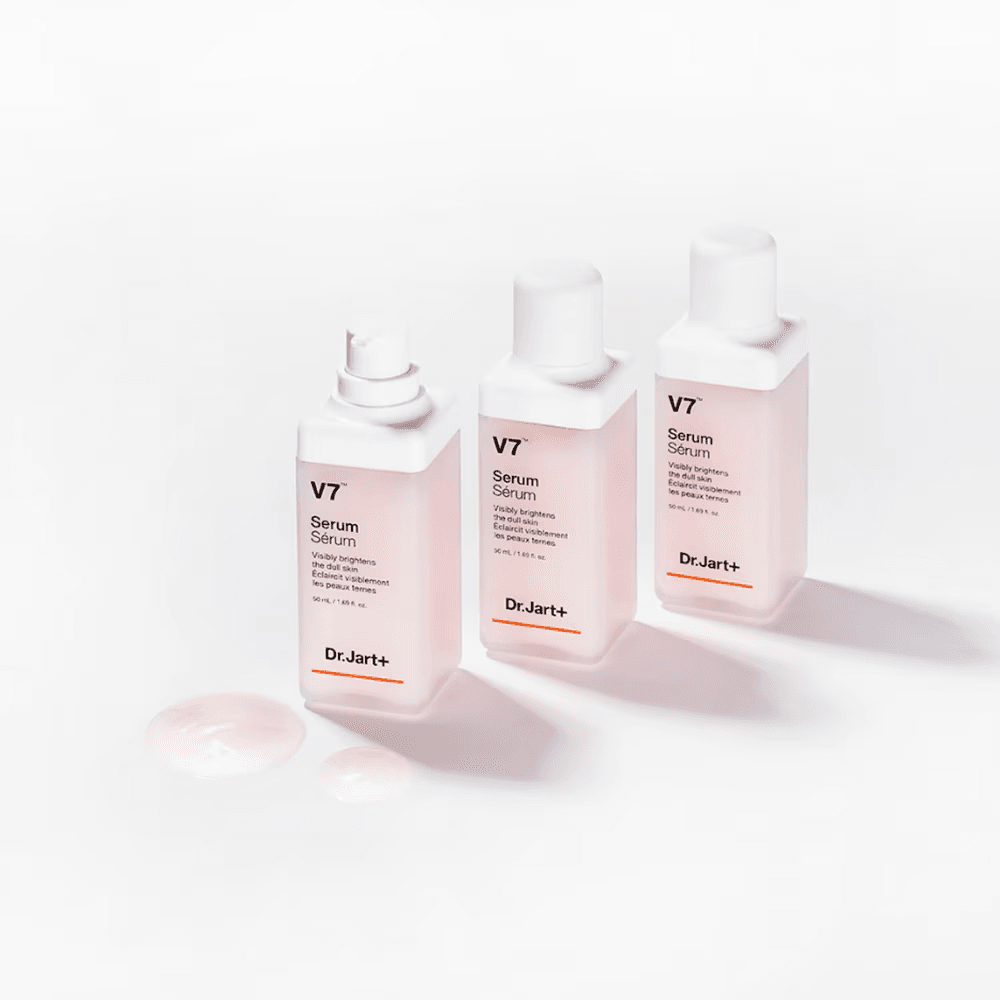 V7™
Serum
Sérum
Visibly brightens
the dull skin
Éclaircit visiblement
les peaux ternes
50 mL / 1.69 fl. oz.
Dr.Jart+
V7™
Serum
Sérum
Visibly brightens
the dull skin
Éclaircit visiblement
les peaux ternes
50 mL / 1.69 fl. oz.
Dr.Jart+
V7™
Serum
Sérum
Visibly brightens
the dull skin
Éclaircit visiblement
les peaux ternes
50 mL / 1.69 fl. oz.
Dr.Jart+